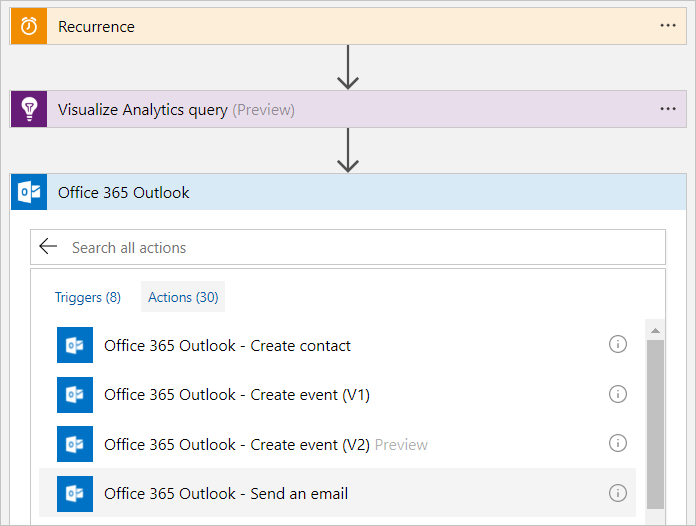 Recurrence
Visualize Analytics query (Preview)
Office 365 Outlook
Search all actions
Triggers (8) Actions (30)
Office 365 Outlook - Create contact
Office 365 Outlook - Create event (V1)
Office 365 Outlook - Create event (V2) Preview
Office 365 Outlook - Send an email